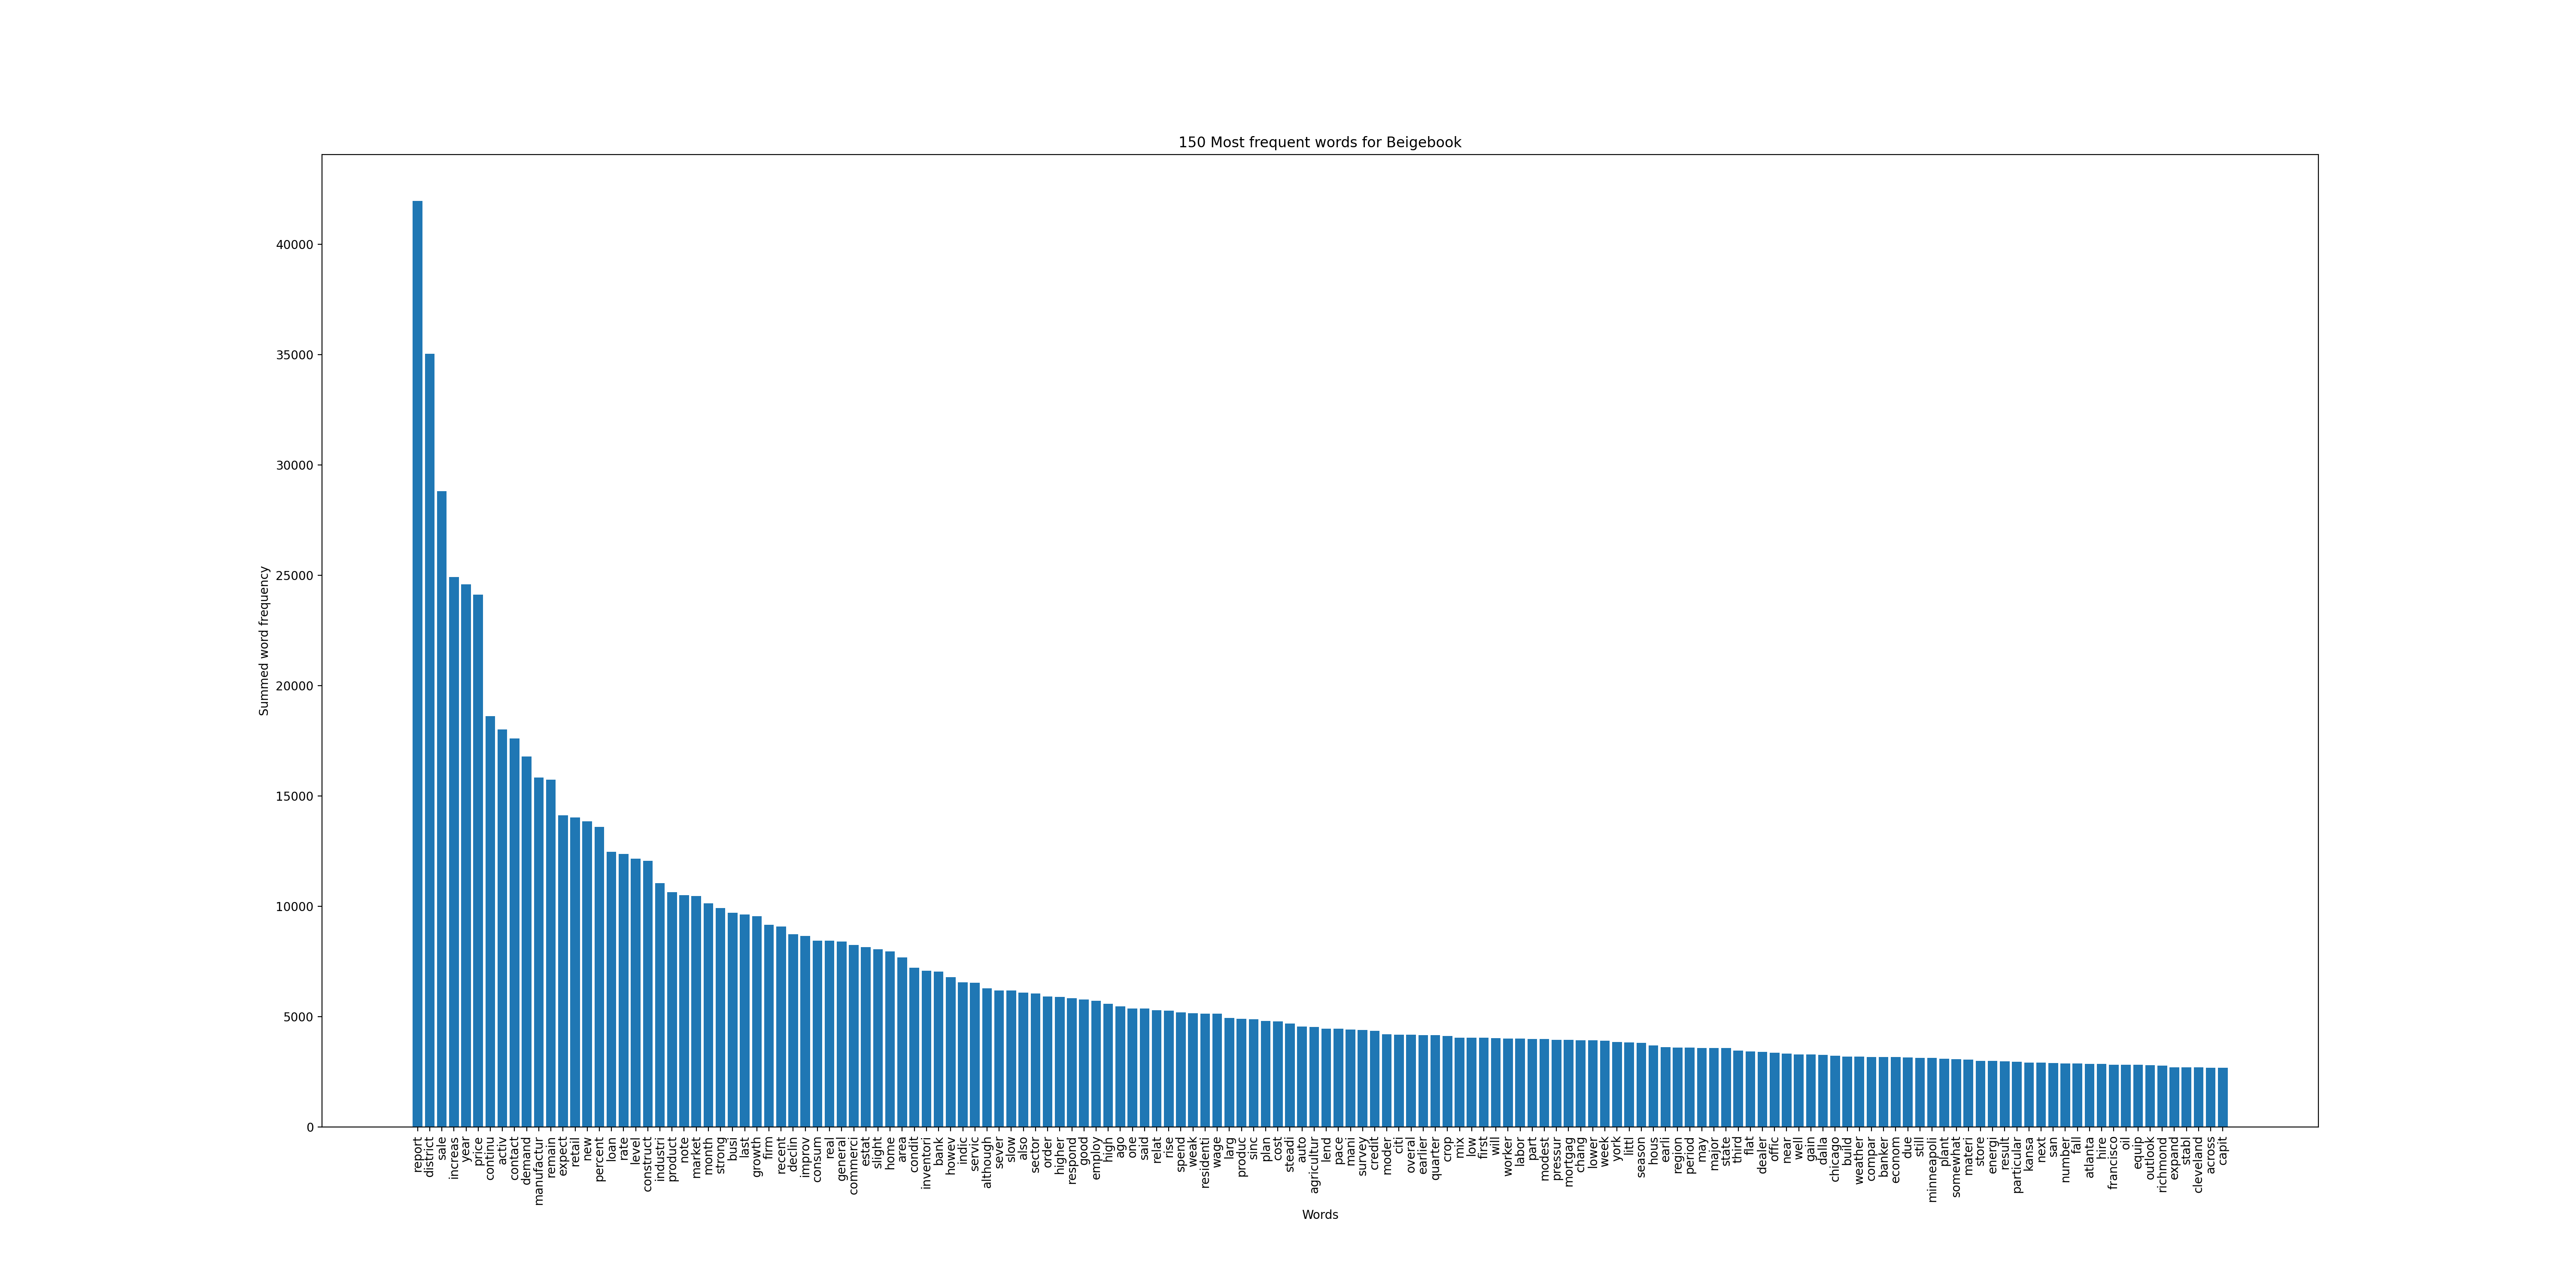 150 Most frequent words for Beigebook
Summed word frequency
40000
35000
30000
25000
20000
15000
10000
5000
0
report
district
sale
increas
year
price
continu
activ
contact
demand
manufactur
remain
expect
retail
new
percent
loan
rate
level
construct
industri
product
note
market
month
strong
busi
last
growth
firm
recent
declin
improv
consum
real
general
commerci
estat
slight
home
area
condit
inventori
bank
howev
indic
servic
although
sever
slow
also
sector
order
higher
respond
good
employ
high
ago
one
said
relat
rise
spend
weak
residenti
wage
larg
produc
sinc
plan
cost
steadi
auto
agricultur
lend
pace
mani
survey
credit
moder
citi
overal
earlier
quarter
crop
mix
low
first
will
worker
labor
part
modest
pressur
mortgag
chang
lower
week
york
littl
season
hous
earli
region
period
may
major
state
third
flat
dealer
offic
near
well
gain
dalla
chicago
build
weather
compar
banker
econom
due
still
minneapoli
plant
somewhat
materi
store
energi
result
particular
kansa
next
san
number
fall
atlanta
hire
francisco
oil
equip
outlook
richmond
expand
stabl
cleveland
across
capit
Words